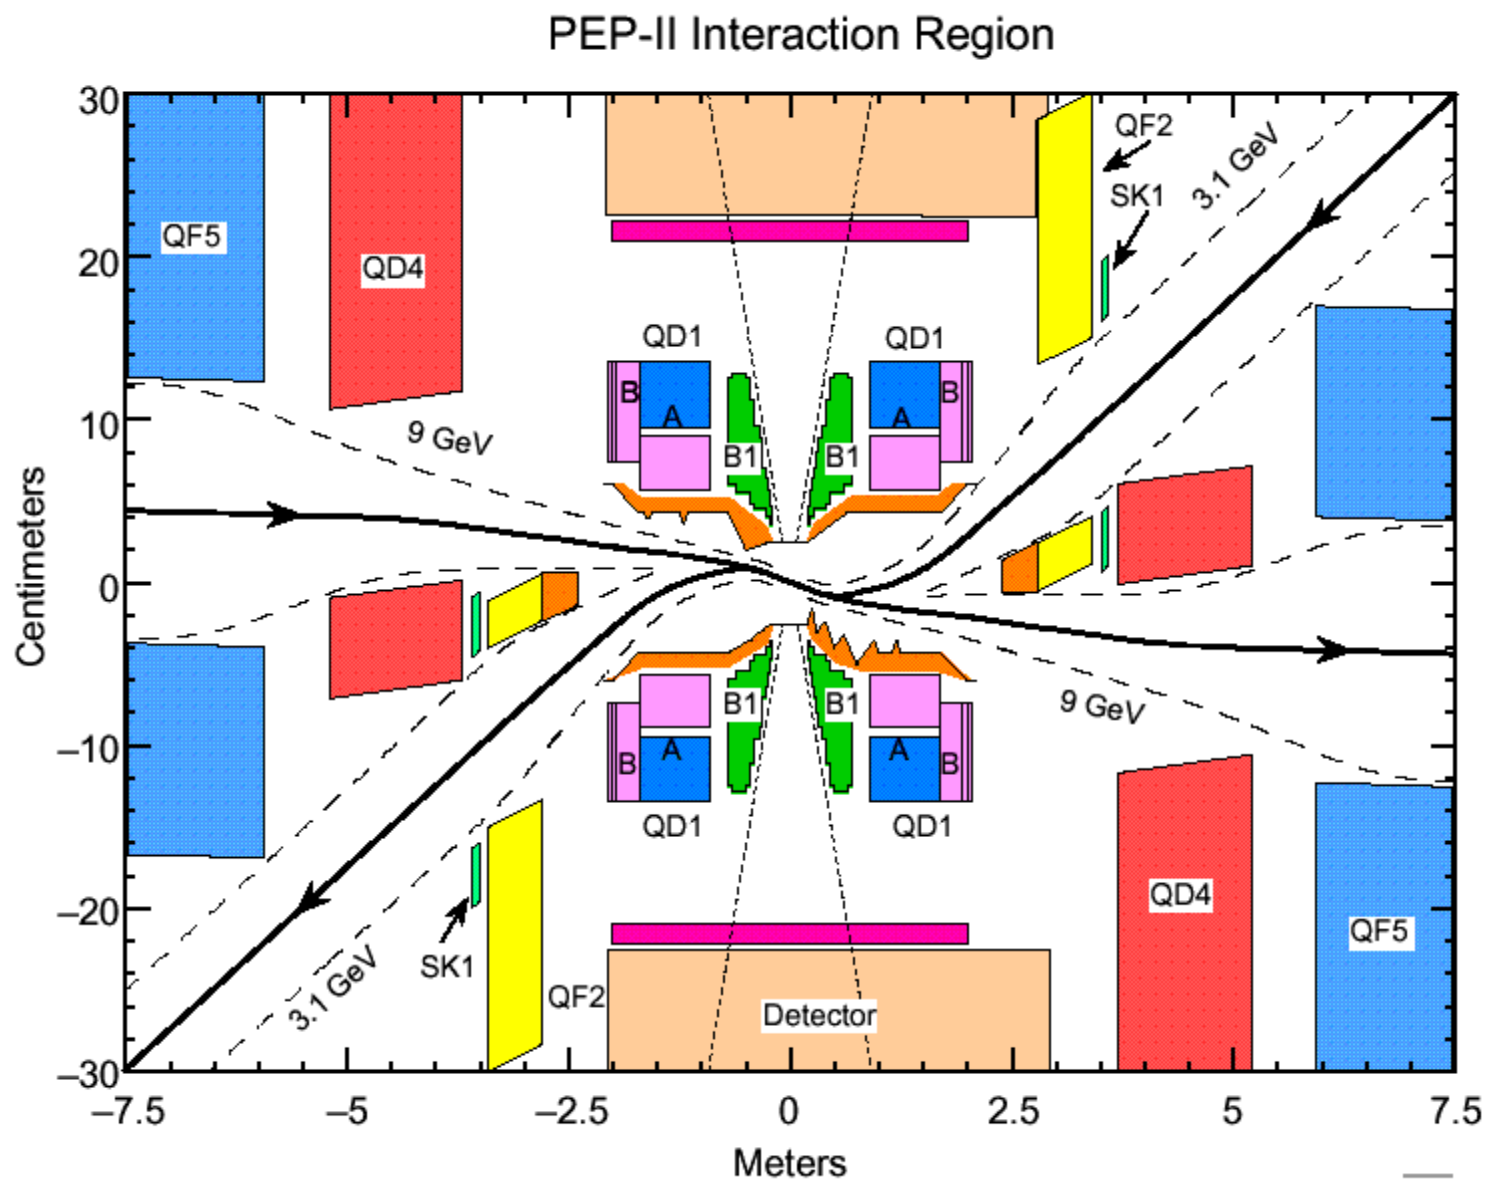 PEP-II Interaction Region
30
20
10
0
–10
–20
–30
Centimeters
QF5
QD4
QF2
SK1
3.1 GeV
9 GeV
QD1
QD1
B
A
B1
B1
A
B
B1
B1
B
A
A
B
QD1
QD1
9 GeV
SK1
3.1 GeV
QF2
Detector
QD4
QF5
–7.5
–5
–2.5
0
2.5
5
7.5
Meters